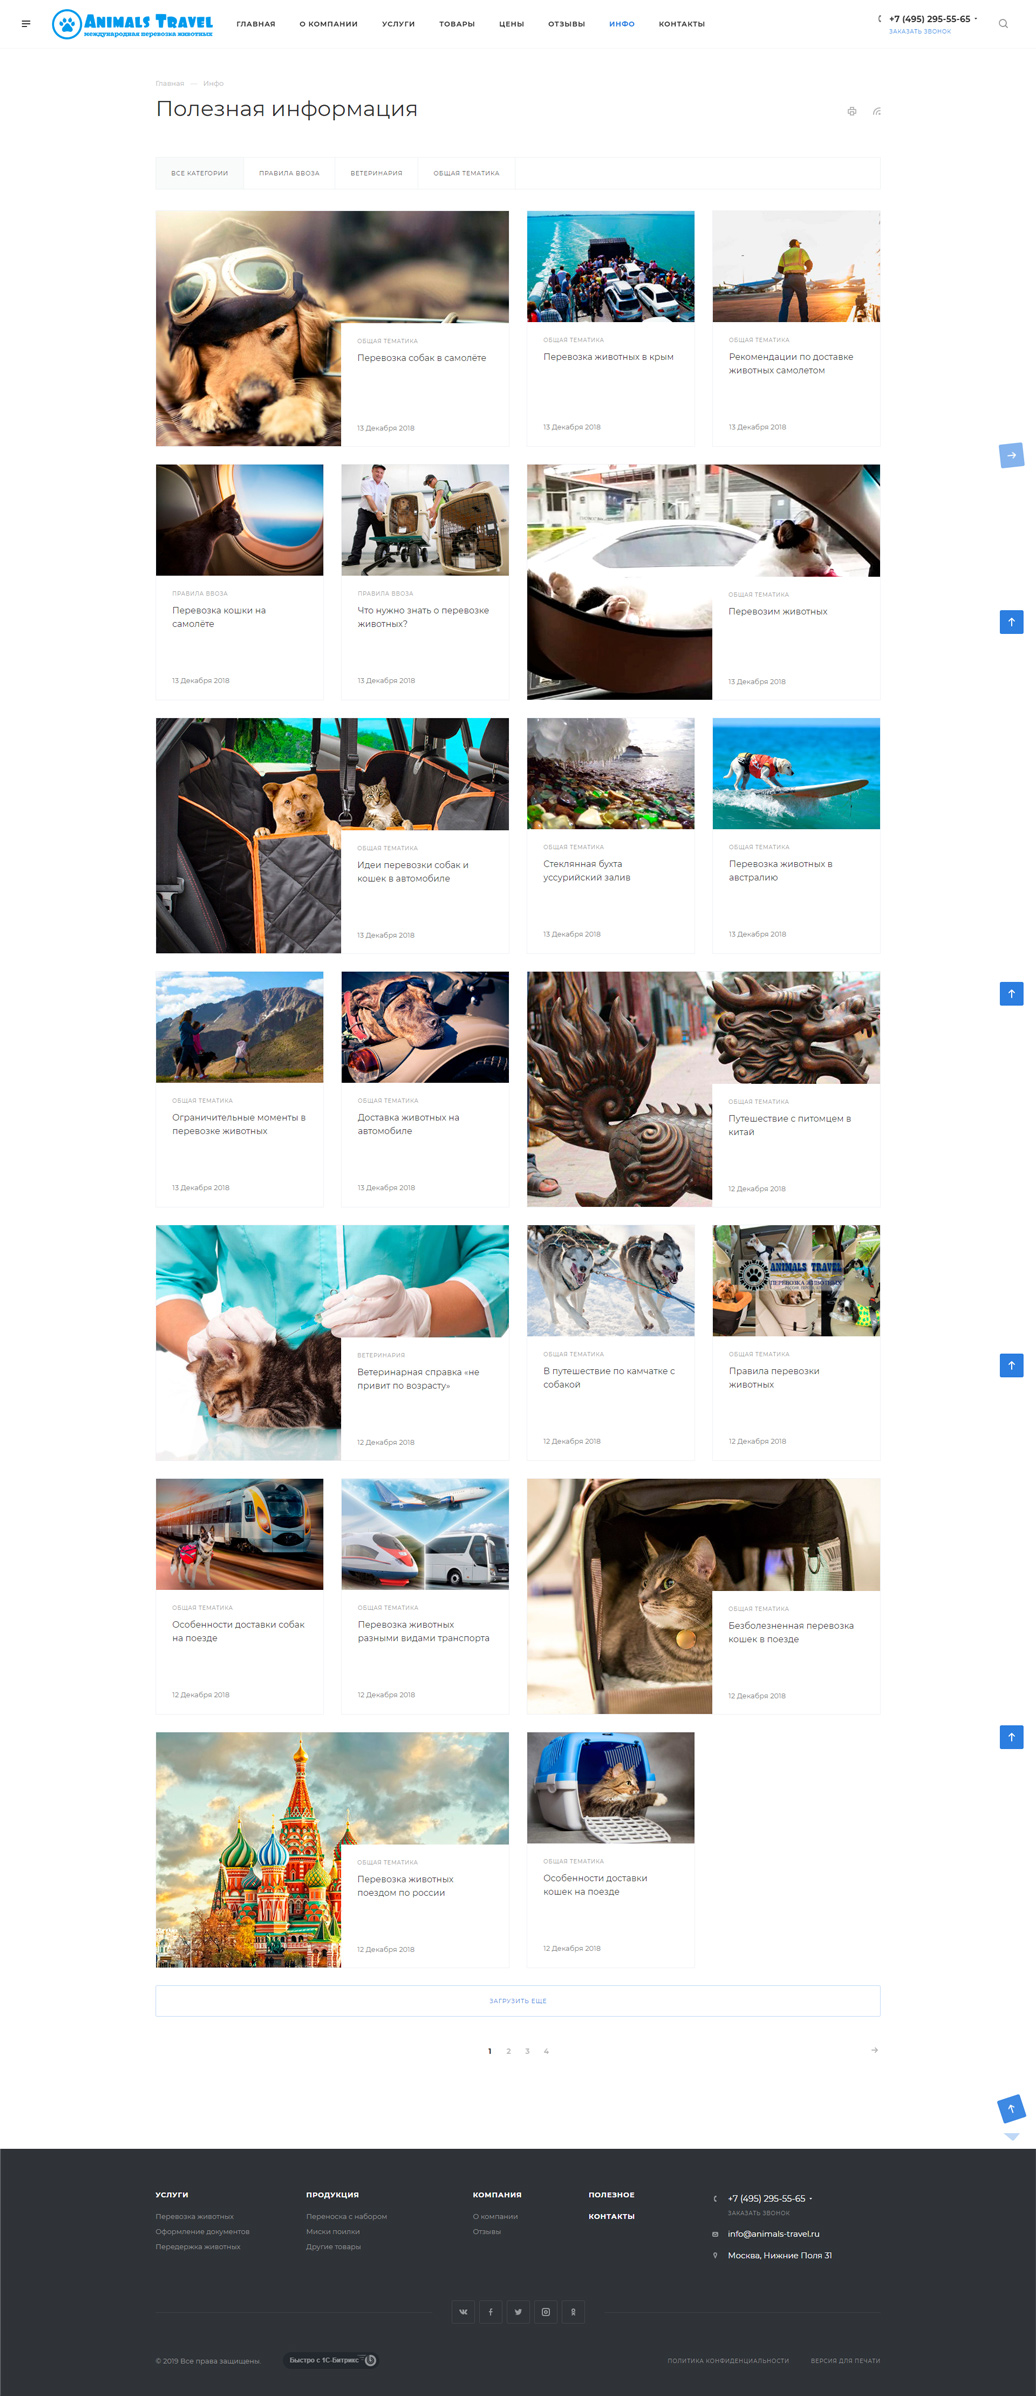 ANIMALS TRAVEL
международная перевозка животных
ГЛАВНАЯ О КОМПАНИИ УСЛУГИ ТОВАРЫ ЦЕНЫ ОТЗЫВЫ ИНФО КОНТАКТЫ
+7 (495) 295-55-65
ЗАКАЗАТЬ ЗВОНОК
Главная — Инфо
Полезная информация
ВСЕ КАТЕГОРИИ ПРАВИЛА ВВОЗА ВЕТЕРИНАРИЯ ОБЩАЯ ТЕМАТИКА
ОБЩАЯ ТЕМАТИКА
Перевозка собак в самолёте
13 Декабря 2018
ОБЩАЯ ТЕМАТИКА
Перевозка животных в крым
13 Декабря 2018
ОБЩАЯ ТЕМАТИКА
Рекомендации по доставке
животных самолетом
13 Декабря 2018
ПРАВИЛА ВВОЗА
Перевозка кошки на
самолёте
13 Декабря 2018
ПРАВИЛА ВВОЗА
Что нужно знать о перевозке
животных?
13 Декабря 2018
ОБЩАЯ ТЕМАТИКА
Перевозим животных
13 Декабря 2018
ОБЩАЯ ТЕМАТИКА
Идеи перевозки собак и
кошек в автомобиле
13 Декабря 2018
ОБЩАЯ ТЕМАТИКА
Стеклянная бухта
уссурийский залив
13 Декабря 2018
ОБЩАЯ ТЕМАТИКА
Перевозка животных в
австралию
13 Декабря 2018
ОБЩАЯ ТЕМАТИКА
Ограничительные моменты в
перевозке животных
13 Декабря 2018
ОБЩАЯ ТЕМАТИКА
Доставка животных на
автомобиле
13 Декабря 2018
ОБЩАЯ ТЕМАТИКА
Путешествие с питомцем в
китай
12 Декабря 2018
ВЕТЕРИНАРИЯ
Ветеринарная справка «не
привит по возрасту»
12 Декабря 2018
ОБЩАЯ ТЕМАТИКА
В путешествие по камчатке с
собакой
12 Декабря 2018
ANIMALS TRAVEL
ПЕРЕВОЗКА ЖИВОТНЫХ
ОБЩАЯ ТЕМАТИКА
Правила перевозки
животных
12 Декабря 2018
ОБЩАЯ ТЕМАТИКА
Особенности доставки собак
на поезде
12 Декабря 2018
ОБЩАЯ ТЕМАТИКА
Перевозка животных
разными видами транспорта
12 Декабря 2018
ОБЩАЯ ТЕМАТИКА
Безболезненная перевозка
кошек в поезде
12 Декабря 2018
ОБЩАЯ ТЕМАТИКА
Перевозка животных
поездом по россии
12 Декабря 2018
ОБЩАЯ ТЕМАТИКА
Особенности доставки
кошек на поезде
12 Декабря 2018
ЗАГРУЗИТЬ ЕЩЕ
1 2 3 4
УСЛУГИ
Перевозка животных
Оформление документов
Передержка животных
ПРОДУКЦИЯ
Переноска с набором
Миски поилки
Другие товары
КОМПАНИЯ
О компании
Отзывы
ПОЛЕЗНОЕ
КОНТАКТЫ
+7 (495) 295-55-65
ЗАКАЗАТЬ ЗВОНОК
info@animals-travel.ru
Москва, Нижние Поля 31
© 2019 Все права защищены.
Быстро с 1С-Битрикс
ПОЛИТИКА КОНФИДЕНЦИАЛЬНОСТИ
ВЕРСИЯ ДЛЯ ПЕЧАТИ